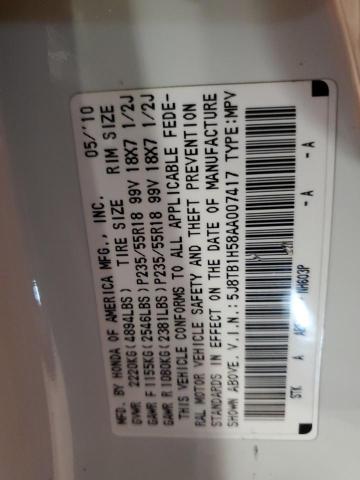 MFD. BY HONDA OF AMERICA MFG., INC. 05/'10
GVWR 2220KG(4894LBS) TIRE SIZE RIM SIZE
GAWR F 1155KG(2546LBS)P235/55R18 99V 18X7 1/2J
GAWR R 1080KG(2381LBS)P235/55R18 99V 18X7 1/2J
THIS VEHICLE CONFORMS TO ALL APPLICABLE FEDE-
RAL MOTOR VEHICLE SAFETY AND THEFT PREVENTION
STANDARDS IN EFFECT ON THE DATE OF MANUFACTURE
SHOWN ABOVE. V.I.N.:5J8TB1H58AA007417 TYPE:MPV
STK A NH603P -A -A